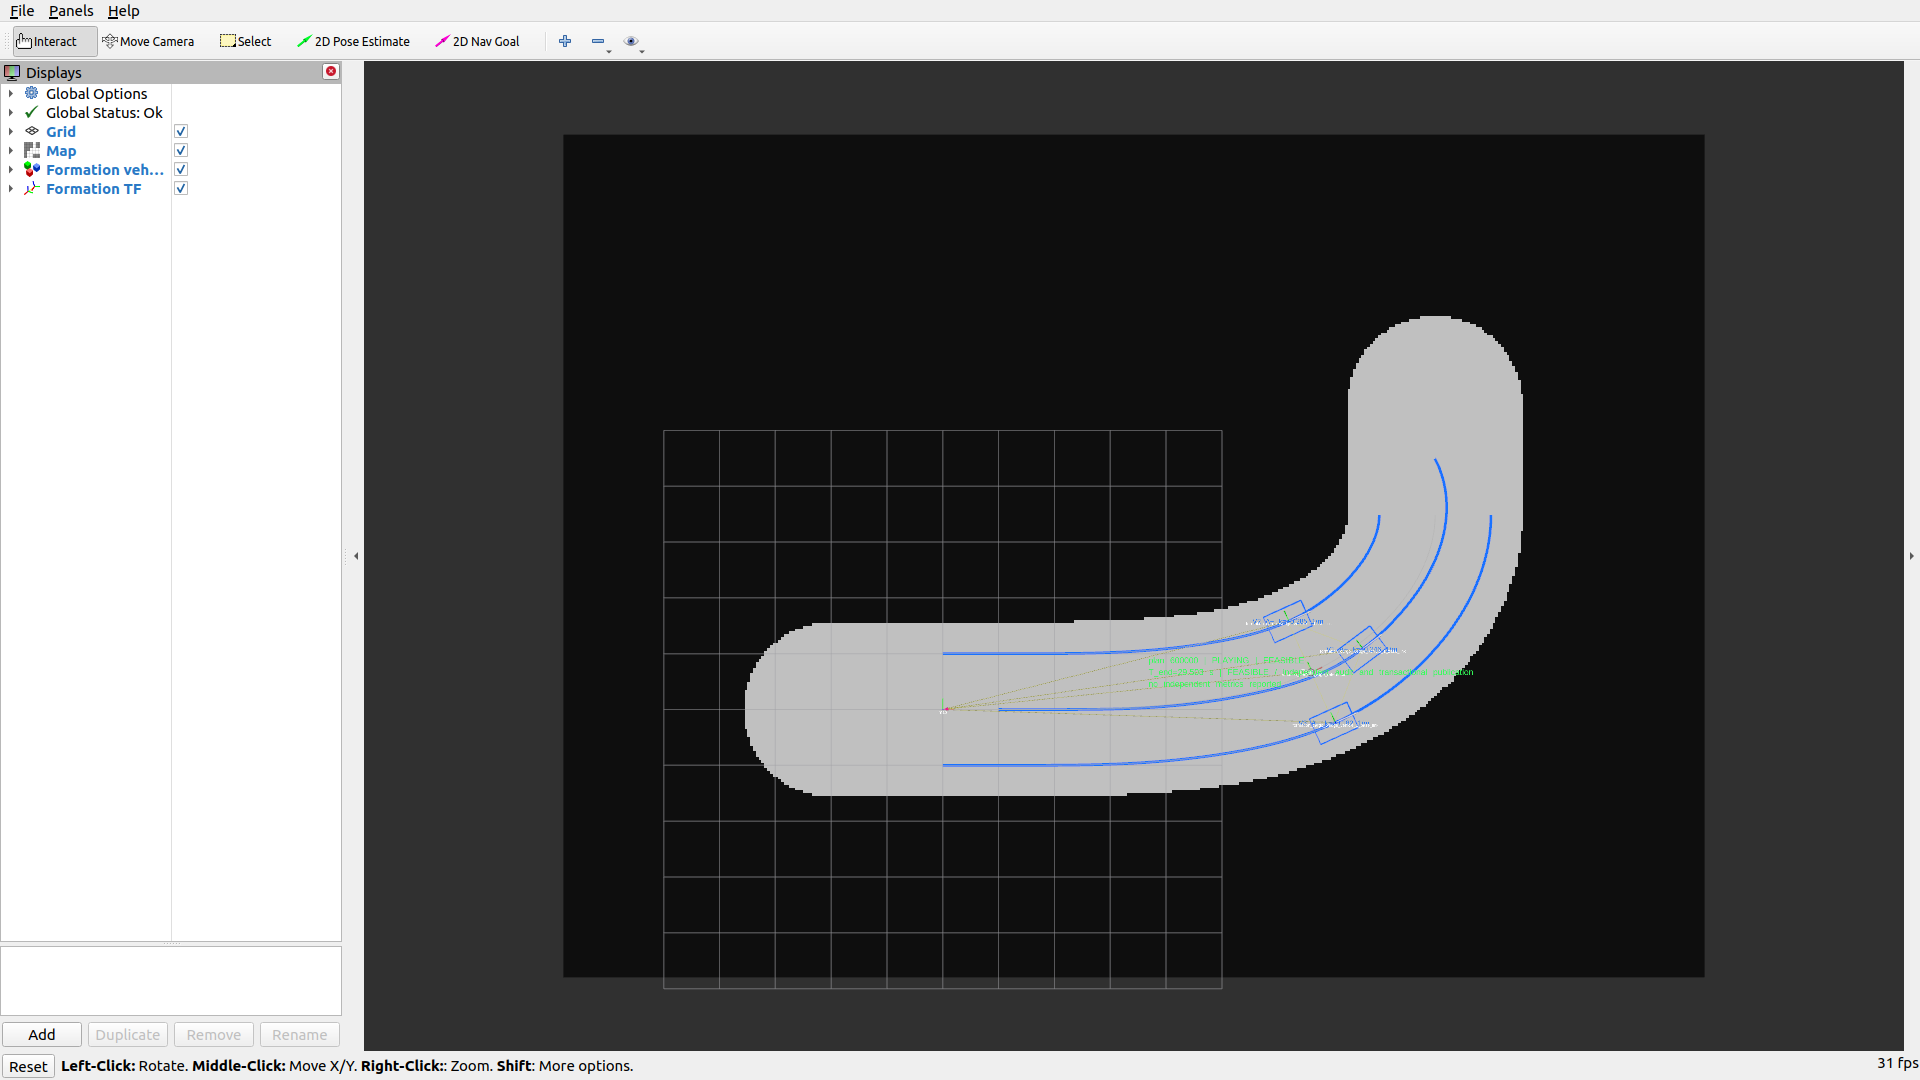 File Panels Help
Interact Move Camera Select 2D Pose Estimate 2D Nav Goal
Displays
Global Options
Global Status: Ok
Grid
Map
Formation veh...
Formation TF
Add Duplicate Remove Rename
Reset Left-Click: Rotate. Middle-Click: Move X/Y. Right-Click:: Zoom. Shift: More options.
31 fps